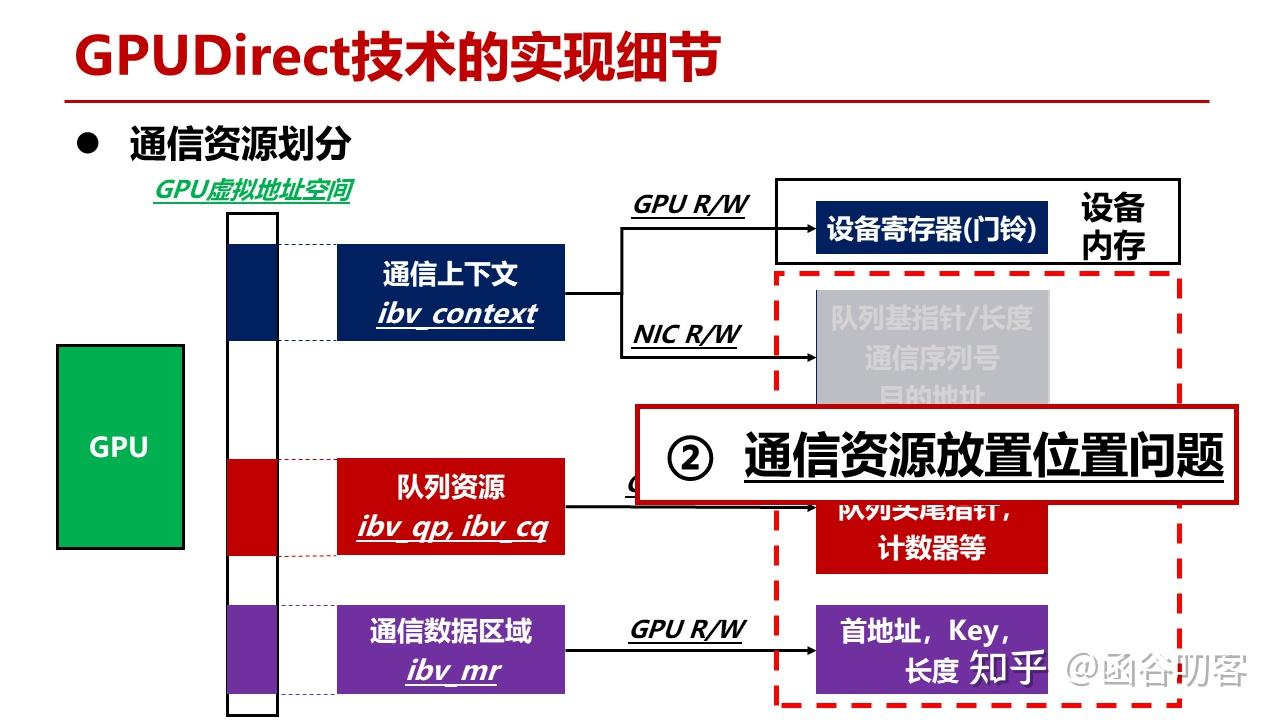 GPUDirect技术的实现细节
● 通信资源划分
GPU虚拟地址空间
GPU
通信上下文
ibv_context
GPU R/W
NIC R/W
设备寄存器(门铃)
设备
内存
队列基指针/长度
通信序列号
目的地址
② 通信资源放置位置问题
队列资源
ibv_qp, ibv_cq
队列头尾指针,
计数器等
通信数据区域
ibv_mr
GPU R/W
首地址，Key，
长度
知乎 @函谷叨客